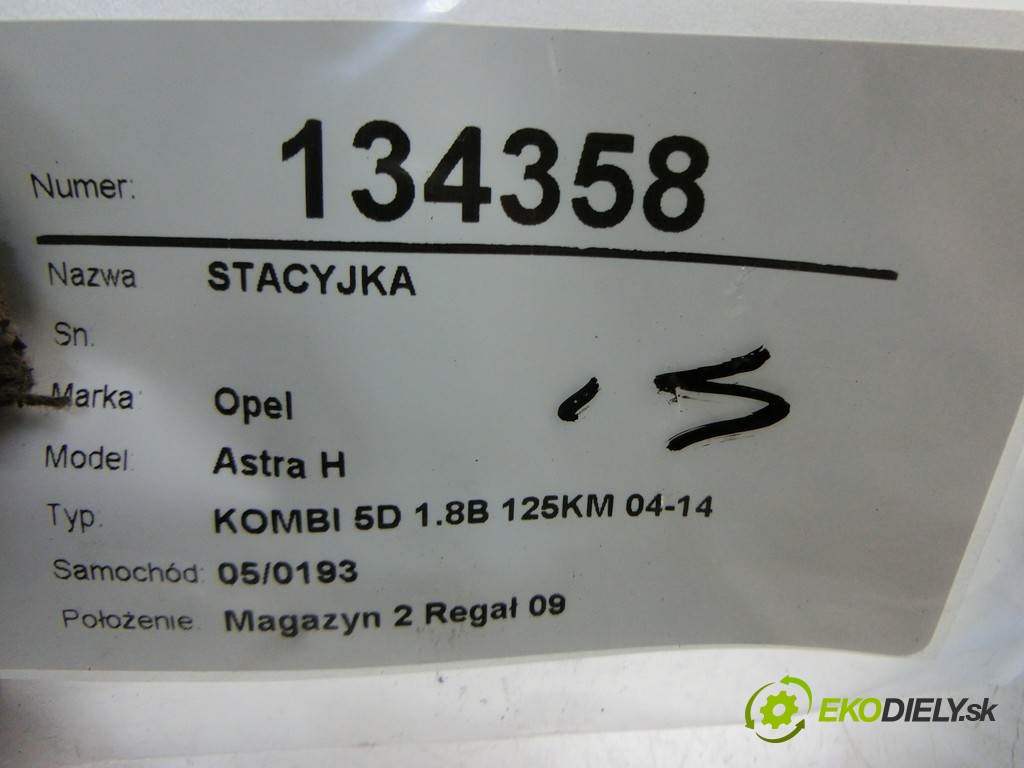 Numer: 134358
Nazwa STACYJKA
Sn.
Marka: Opel
Model: Astra H
Typ. KOMBI 5D 1.8B 125KM 04-14
Samochód: 05/0193
Położenie: Magazyn 2 Regał 09
EKODIELY.sk